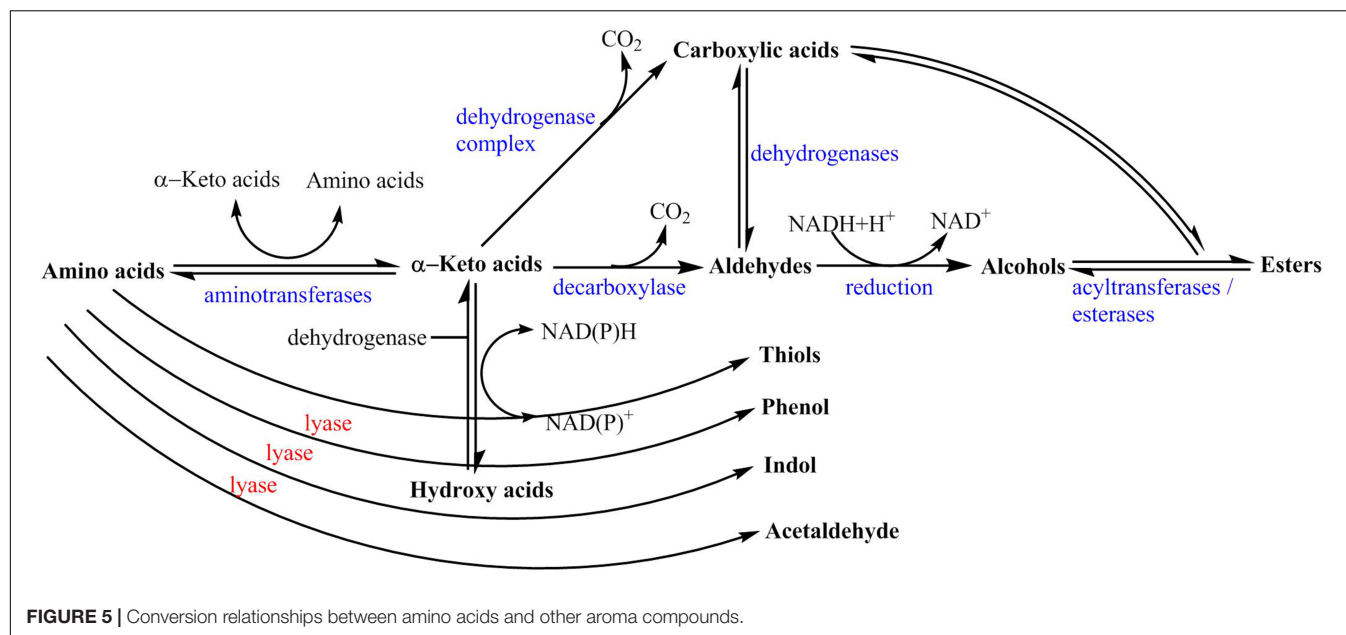 CO2
Carboxylic acids
dehydrogenase
complex
dehydrogenases
α–Keto acids
Amino acids
CO2
NADH+H+
NAD+
Amino acids
α–Keto acids
Aldehydes
Alcohols
Esters
aminotransferases
decarboxylase
reduction
acyltransferases /
esterases
dehydrogenase
NAD(P)H
Thiols
Phenol
lyase
NAD(P)+
lyase
Indol
lyase
Hydroxy acids
Acetaldehyde
FIGURE 5 | Conversion relationships between amino acids and other aroma compounds.